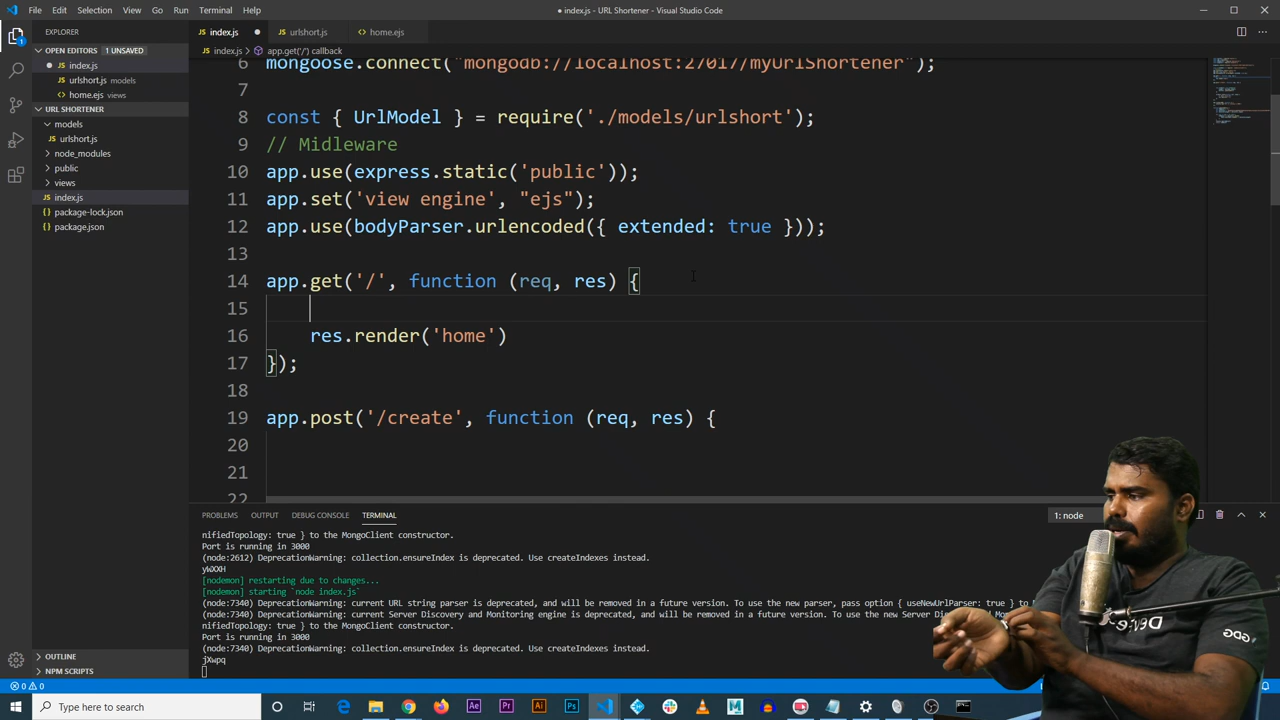 File Edit Selection View Go Run Terminal Help
● index.js - URL Shortener - Visual Studio Code
EXPLORER
OPEN EDITORS 1 UNSAVED
index.js
urlshort.js models
home.ejs views
URL SHORTENER
models
urlshort.js
node_modules
public
views
index.js
package-lock.json
package.json
OUTLINE
NPM SCRIPTS
1
index.js urlshort.js home.ejs
index.js > app.get('/') callback
6 mongoose.connect("mongodb://localhost:27017/myUrlShortener");
7
8 const { UrlModel } = require('./models/urlshort');
9 // Midleware
10 app.use(express.static('public'));
11 app.set('view engine', "ejs");
12 app.use(bodyParser.urlencoded({ extended: true }));
13
14 app.get('/', function (req, res) {
15
16 res.render('home')
17 });
18
19 app.post('/create', function (req, res) {
20
21
22
PROBLEMS OUTPUT DEBUG CONSOLE TERMINAL
1: node
nifiedTopology: true } to the MongoClient constructor.
Port is running in 3000
(node:2612) DeprecationWarning: collection.ensureIndex is deprecated. Use createIndexes instead.
yWXXH
[nodemon] restarting due to changes...
[nodemon] starting `node index.js`
(node:7340) DeprecationWarning: current URL string parser is deprecated, and will be removed in a future version. To use the new parser, pass option { useNewUrlParser: true } to
(node:7340) DeprecationWarning: current Server Discovery and Monitoring engine is deprecated, and will be removed in a future version. To use the new Server
nifiedTopology: true } to the MongoClient constructor.
Port is running in 3000
(node:7340) DeprecationWarning: collection.ensureIndex is deprecated. Use createIndexes instead.
jXwpq
GDG
0 0
Type here to search
Ae Pr Ai Ps